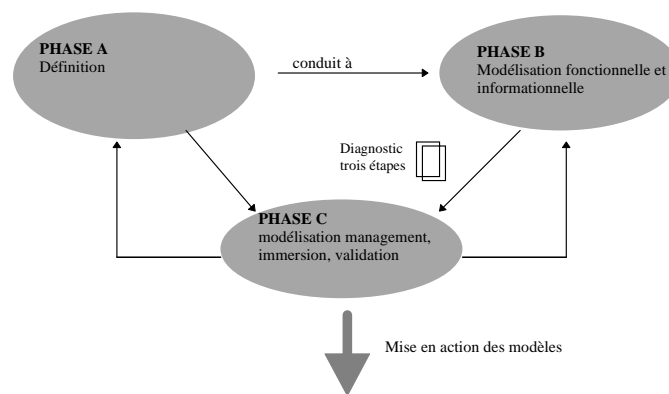 PHASE A
Définition
conduit à
PHASE B
Modélisation fonctionnelle et
informationnelle
Diagnostic
trois étapes
PHASE C
modélisation management,
immersion, validation
Mise en action des modèles